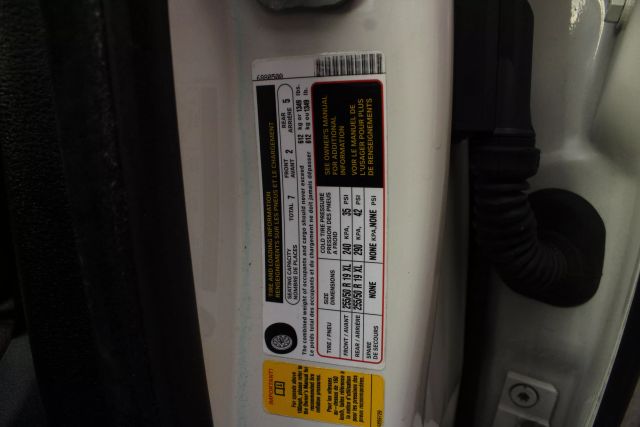 6880500
TIRE AND LOADING INFORMATION
RENSEIGNEMENTS SUR LES PNEUS ET LE CHARGEMENT
SEATING CAPACITY TOTAL 7 FRONT 2 REAR 5
NOMBRE DE PLACES AVANT ARRIÈRE
The combined weight of occupants and cargo should never exceed 612 kg or 1349 lbs.
Le poids total des occupants et du chargement ne doit jamais dépasser 612 kg ou 1349 lb.
TIRE / PNEU SIZE DIMENSIONS COLD TIRE PRESSURE PRESSION DES PNEUS A FROID
FRONT / AVANT 255/50 R 19 XL 240 KPA, 35 PSI
REAR / ARRIÈRE 255/50 R 19 XL 290 KPA, 42 PSI
SPARE DE SECOURS NONE NONE KPA, NONE PSI
SEE OWNER'S MANUAL
FOR ADDITIONAL
INFORMATION
VOIR LE MANUEL DE
L'USAGER POUR PLUS
DE RENSEIGNEMENTS
IMPORTANT!